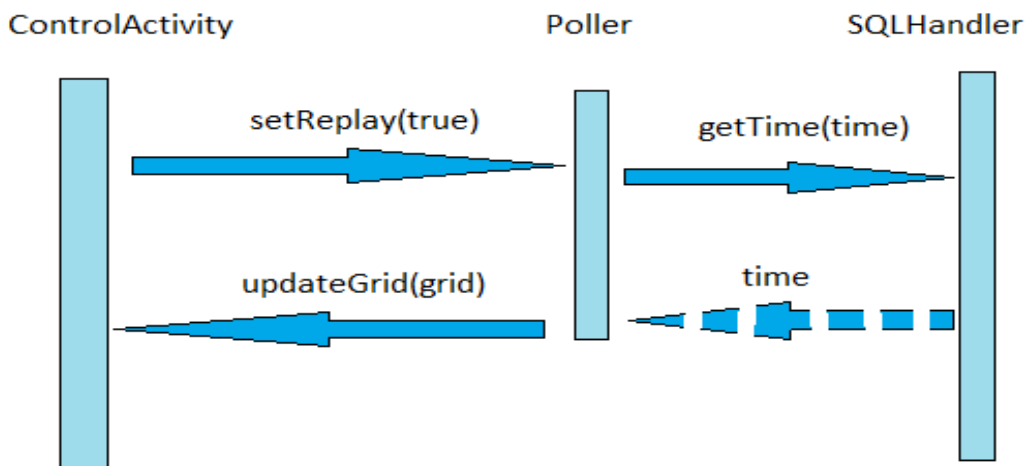 ControlActivity
Poller
SQLHandler
setReplay(true)
getTime(time)
updateGrid(grid)
time